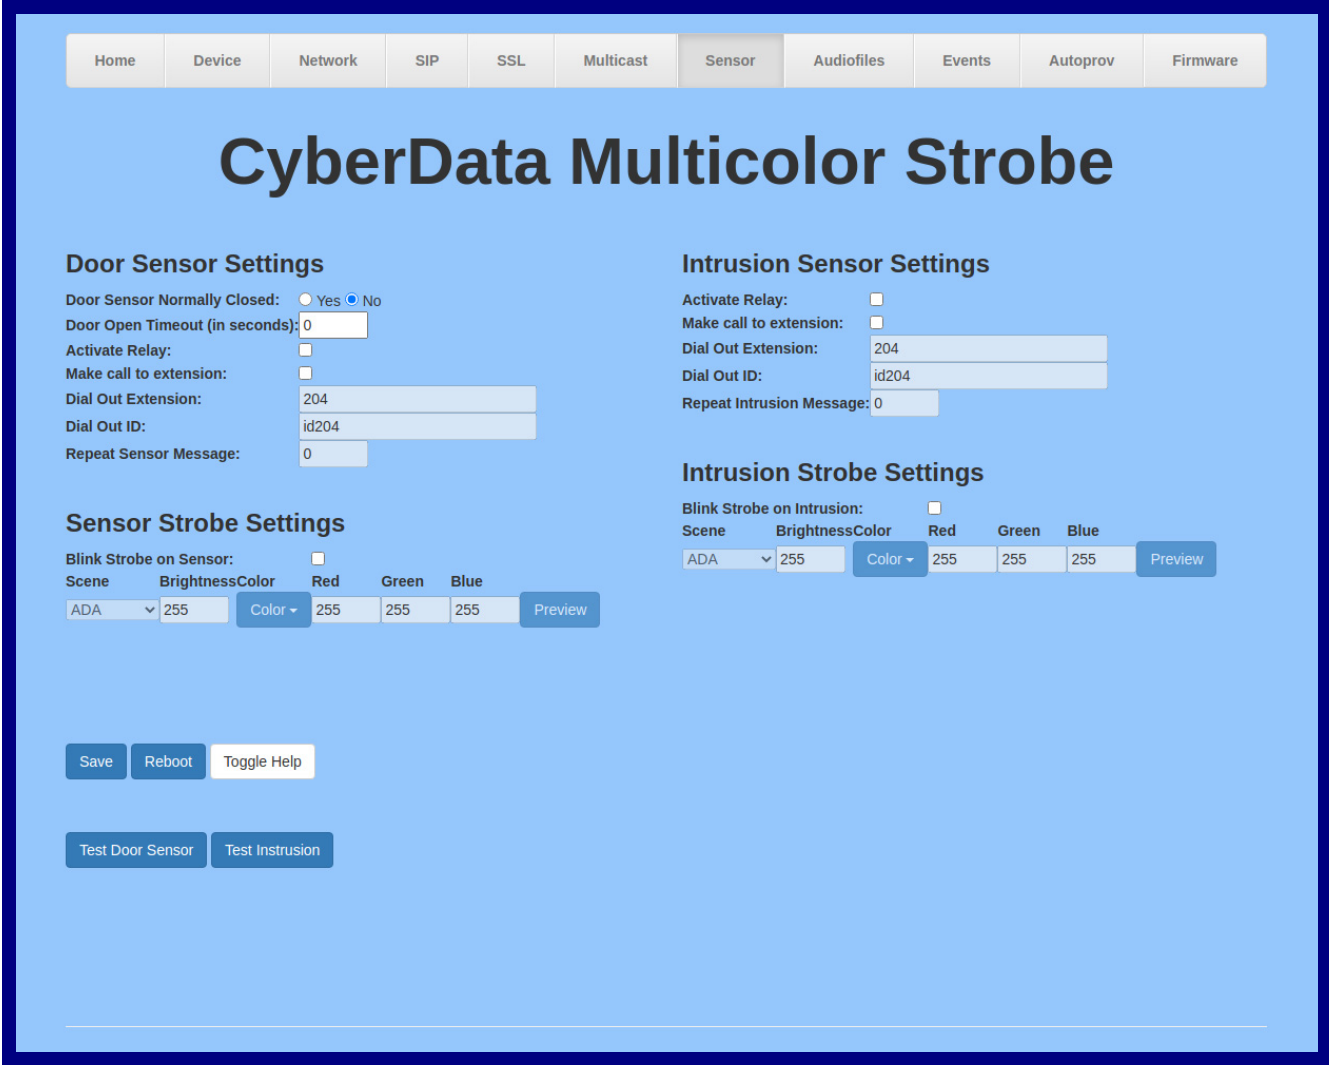 Home Device Network SIP SSL Multicast Sensor Audiofiles Events Autoprov Firmware
CyberData Multicolor Strobe
Door Sensor Settings
Door Sensor Normally Closed: Yes No
Door Open Timeout (in seconds): 0
Activate Relay:
Make call to extension:
Dial Out Extension: 204
Dial Out ID: id204
Repeat Sensor Message: 0
Sensor Strobe Settings
Blink Strobe on Sensor:
Scene Brightness Color Red Green Blue
ADA 255 Color 255 255 255 Preview
Intrusion Sensor Settings
Activate Relay:
Make call to extension:
Dial Out Extension: 204
Dial Out ID: id204
Repeat Intrusion Message: 0
Intrusion Strobe Settings
Blink Strobe on Intrusion:
Scene Brightness Color Red Green Blue
ADA 255 Color 255 255 255 Preview
Save Reboot Toggle Help
Test Door Sensor Test Instrusion